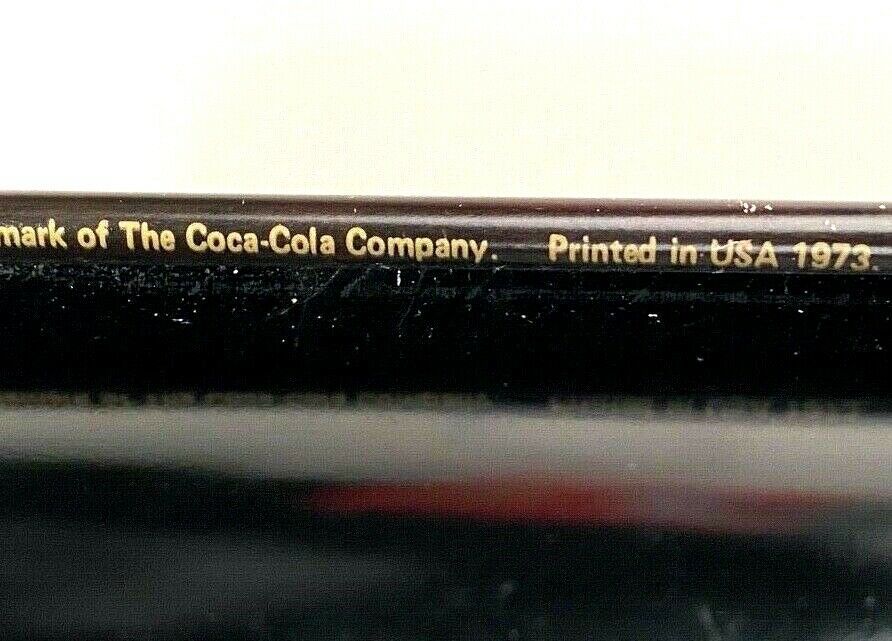 mark of The Coca-Cola Company. Printed in USA 1973.